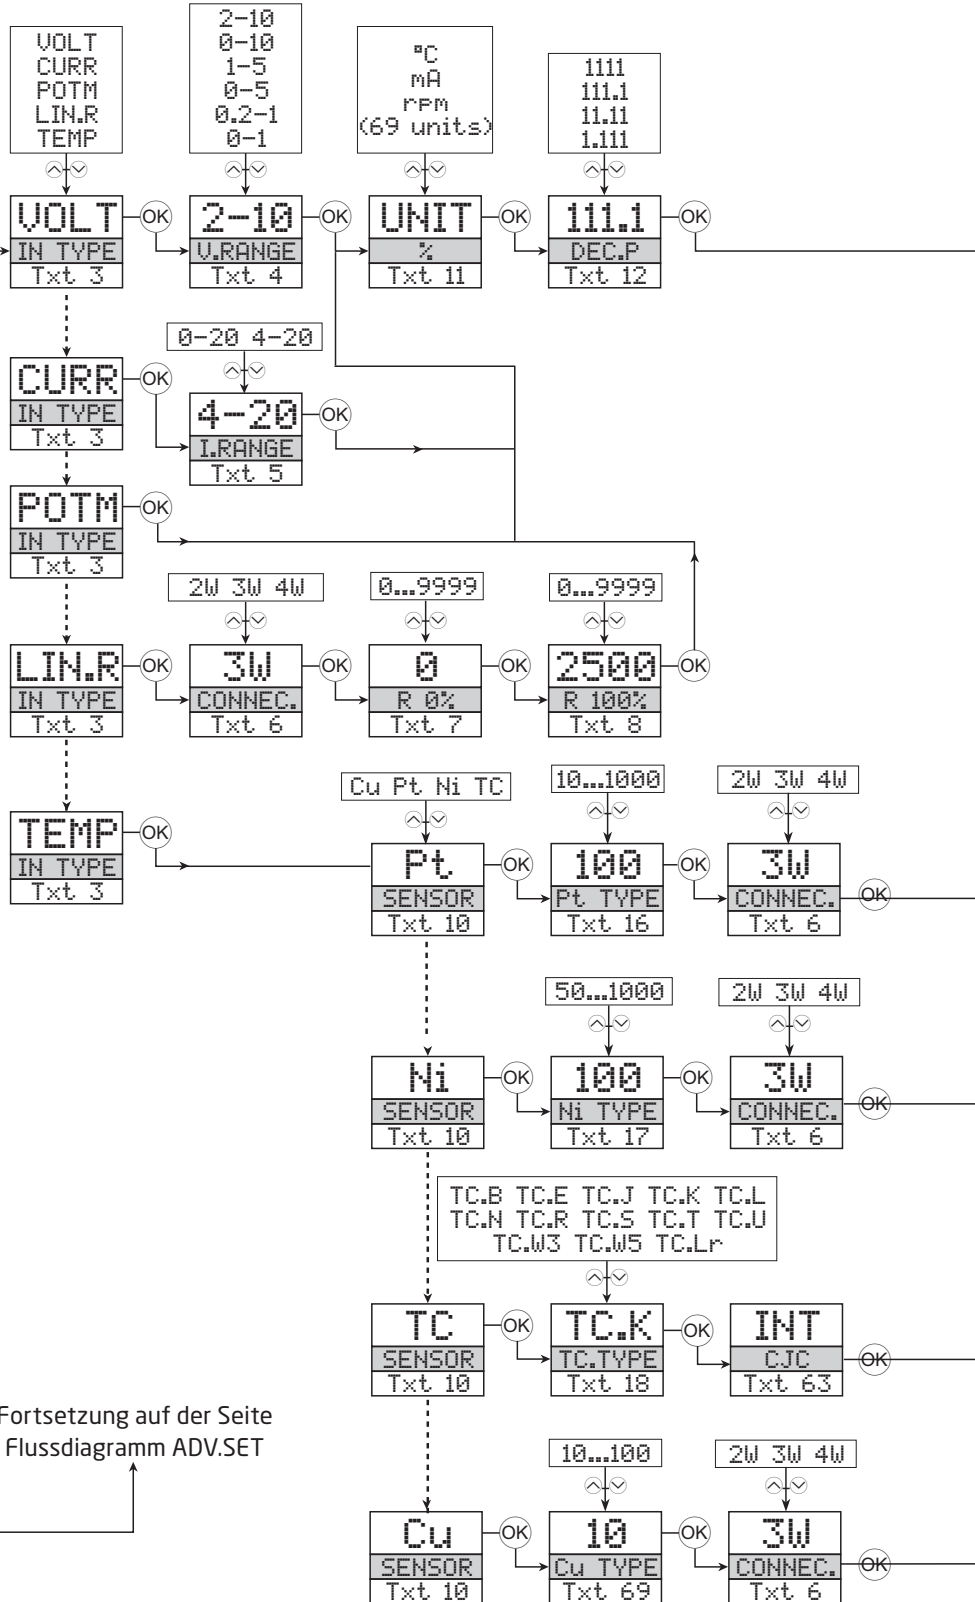 VOLT
CURR
POTM
LIN.R
TEMP
2-10
0-10
1-5
0-5
0.2-1
0-1
°C
mA
rpm
(69 units)
1111
111.1
11.11
1.111
VOLT
IN TYPE
Txt 3
OK
2-10
V.RANGE
Txt 4
OK
UNIT
%
Txt 11
OK
111.1
DEC.P
Txt 12
OK
0-20 4-20
CURR
IN TYPE
Txt 3
OK
4-20
I.RANGE
Txt 5
OK
POTM
IN TYPE
Txt 3
OK
2W 3W 4W
0...9999
0...9999
LIN.R
IN TYPE
Txt 3
OK
3W
CONNEC.
Txt 6
OK
0
R 0%
Txt 7
OK
2500
R 100%
Txt 8
OK
Cu Pt Ni TC
10...1000
2W 3W 4W
TEMP
IN TYPE
Txt 3
OK
Pt
SENSOR
Txt 10
OK
100
Pt TYPE
Txt 16
OK
3W
CONNEC.
Txt 6
OK
50...1000
2W 3W 4W
Ni
SENSOR
Txt 10
OK
100
Ni TYPE
Txt 17
OK
3W
CONNEC.
Txt 6
OK
TC.B TC.E TC.J TC.K TC.L
TC.N TC.R TC.S TC.T TC.U
TC.W3 TC.W5 TC.Lr
TC
SENSOR
Txt 10
OK
TC.K
TC.TYPE
Txt 18
OK
INT
CJC
Txt 63
OK
Fortsetzung auf der Seite
Flussdiagramm ADV.SET
10...100
2W 3W 4W
Cu
SENSOR
Txt 10
OK
10
Cu TYPE
Txt 69
OK
3W
CONNEC.
Txt 6
OK